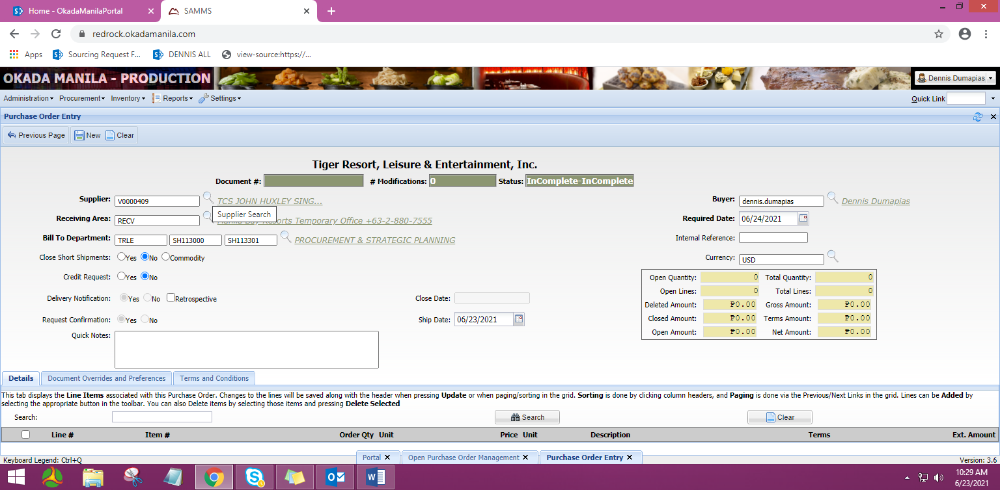 Home - OkadaManilaPortal
SAMMS
redrock.okadamanila.com
Apps
Sourcing Request F...
DENNIS ALL
view-source:https://...
OKADA MANILA - PRODUCTION
Dennis Dumapias
Administration Procurement Inventory Reports Settings
Quick Link
Purchase Order Entry
Previous Page New Clear
Tiger Resort, Leisure & Entertainment, Inc.
Document #: # Modifications: 0 Status: InComplete-InComplete
Supplier: V0000409 TCS JOHN HUXLEY SING...
Buyer: dennis.dumapias Dennis Dumapias
Supplier Search
Receiving Area: RECV Manila Bay Resorts Temporary Office +63-2-880-7555
Required Date: 06/24/2021
Bill To Department: TRLE SH113000 SH113301 PROCUREMENT & STRATEGIC PLANNING
Internal Reference:
Close Short Shipments: Yes No Commodity
Currency: USD
Credit Request: Yes No
Open Quantity: 0 Total Quantity: 0
Open Lines: 0 Total Lines: 0
Delivery Notification: Yes No Retrospective
Close Date:
Deleted Amount: ₱0.00 Gross Amount: ₱0.00
Request Confirmation: Yes No
Ship Date: 06/23/2021
Closed Amount: ₱0.00 Terms Amount: ₱0.00
Open Amount: ₱0.00 Net Amount: ₱0.00
Quick Notes:
Details Document Overrides and Preferences Terms and Conditions
This tab displays the Line Items associated with this Purchase Order. Changes to the lines will be saved along with the header when pressing Update or when paging/sorting in the grid. Sorting is done by clicking column headers, and Paging is done via the Previous/Next Links in the grid. Lines can be Added by
selecting the appropriate button in the toolbar. You can also Delete items by selecting those items and pressing Delete Selected
Search: Search Clear
Line # Item # Order Qty Unit Price Unit Description Terms Ext. Amount
Portal Open Purchase Order Management Purchase Order Entry
Keyboard Legend: Ctrl+Q
Version: 3.6
10:29 AM
6/23/2021